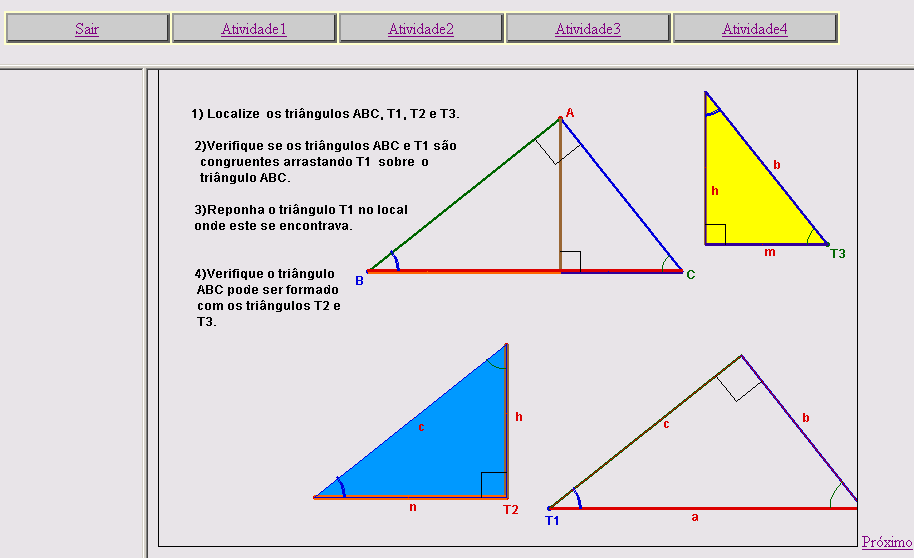 Sair
Atividade1
Atividade2
Atividade3
Atividade4
1) Localize os triângulos ABC, T1, T2 e T3.
2)Verifique se os triângulos ABC e T1 são
congruentes arrastando T1 sobre o
triângulo ABC.
3)Reponha o triângulo T1 no local
onde este se encontrava.
4)Verifique o triângulo
ABC pode ser formado
com os triângulos T2 e
T3.
A
B
C
b
h
m
T3
c
h
n
T2
c
b
a
T1
Próximo